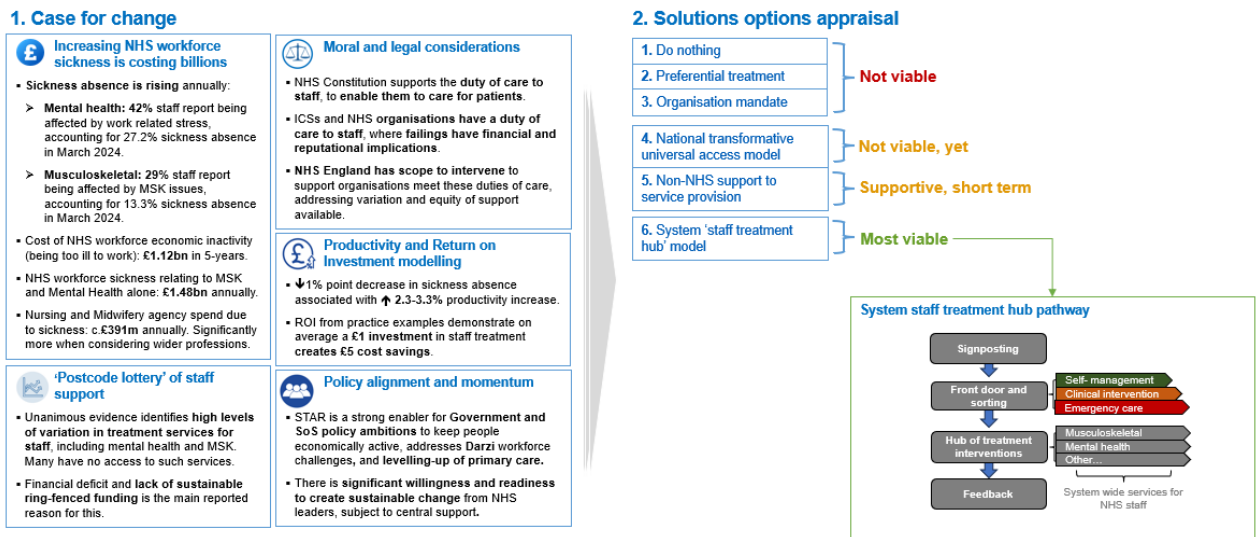 1. Case for change
Increasing NHS workforce
sickness is costing billions
▪ Sickness absence is rising annually:
➢ Mental health: 42% staff report being
affected by work related stress,
accounting for 27.2% sickness absence
in March 2024.
➢ Musculoskeletal: 29% staff report
being affected by MSK issues,
accounting for 13.3% sickness absence
in March 2024.
▪ Cost of NHS workforce economic inactivity
(being too ill to work): £1.12bn in 5-years.
▪ NHS workforce sickness relating to MSK
and Mental Health alone: £1.48bn annually.
▪ Nursing and Midwifery agency spend due
to sickness: c.£391m annually. Significantly
more when considering wider professions.
'Postcode lottery' of staff
support
▪ Unanimous evidence identifies high levels
of variation in treatment services for
staff, including mental health and MSK.
Many have no access to such services.
▪ Financial deficit and lack of sustainable
ring-fenced funding is the main reported
reason for this.
Moral and legal considerations
▪ NHS Constitution supports the duty of care to
staff, to enable them to care for patients.
▪ ICSs and NHS organisations have a duty of
care to staff, where failings have financial and
reputational implications.
▪ NHS England has scope to intervene to
support organisations meet these duties of care,
addressing variation and equity of support
available.
Productivity and Return on
Investment modelling
▪ 🡻1% point decrease in sickness absence
associated with 🡹 2.3-3.3% productivity increase.
▪ ROI from practice examples demonstrate on
average a £1 investment in staff treatment
creates £5 cost savings.
Policy alignment and momentum
▪ STAR is a strong enabler for Government and
SoS policy ambitions to keep people
economically active, addresses Darzi workforce
challenges, and levelling-up of primary care.
▪ There is significant willingness and readiness
to create sustainable change from NHS
leaders, subject to central support.
2. Solutions options appraisal
1. Do nothing
2. Preferential treatment
3. Organisation mandate
Not viable
4. National transformative
universal access model
Not viable, yet
5. Non-NHS support to
service provision
Supportive, short term
6. System 'staff treatment
hub' model
Most viable
System staff treatment hub pathway
Signposting
Front door and
sorting
Self- management
Clinical intervention
Emergency care
Hub of treatment
interventions
Musculoskeletal
Mental health
Other...
Feedback
System wide services for
NHS staff